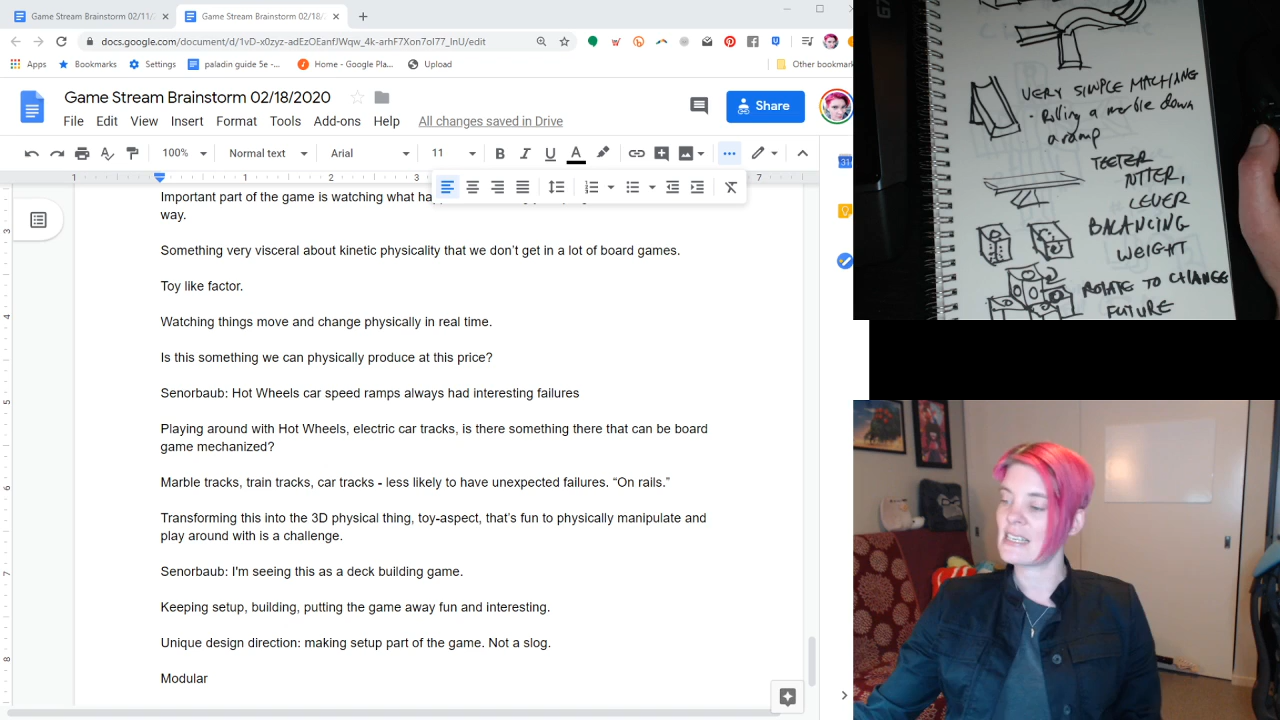 Game Stream Brainstorm 02/11/
Game Stream Brainstorm 02/18/
docs.google.com/document/d/1vD-x0zyz-adEzOEanfJWqw_4k-arhF7Xon7oI77_InU/edit
Apps
Bookmarks
Settings
paladin guide 5e -...
Home - Google Pla...
Upload
Other bookmark
Game Stream Brainstorm 02/18/2020
File Edit View Insert Format Tools Add-ons Help All changes saved in Drive
Share
100% Normal text Arial 11
Important part of the game is watching what
way.
Something very visceral about kinetic physicality that we don't get in a lot of board games.
Toy like factor.
Watching things move and change physically in real time.
Is this something we can physically produce at this price?
Senorbaub: Hot Wheels car speed ramps always had interesting failures
Playing around with Hot Wheels, electric car tracks, is there something there that can be board
game mechanized?
Marble tracks, train tracks, car tracks - less likely to have unexpected failures. “On rails.”
Transforming this into the 3D physical thing, toy-aspect, that's fun to physically manipulate and
play around with is a challenge.
Senorbaub: I'm seeing this as a deck building game.
Keeping setup, building, putting the game away fun and interesting.
Unique design direction: making setup part of the game. Not a slog.
Modular
VERY SIMPLE MACHINE
- Rolling a marble down
a ramp
TEETER
LEVER
BALANCING
WEIGHT
ROTATE TO CHANGE
FUTURE